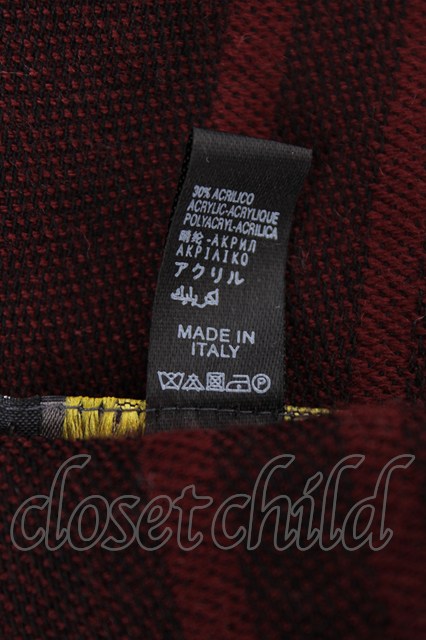 30% ACRILICO
ACRYLIC-ACRYLIQUE
POLYACRYL-ACRILICA
腈纶-АКРИЛ
ΑΚΡΙΛΙΚΟ
アクリル
اكريليك
MADE IN
ITALY
closet child